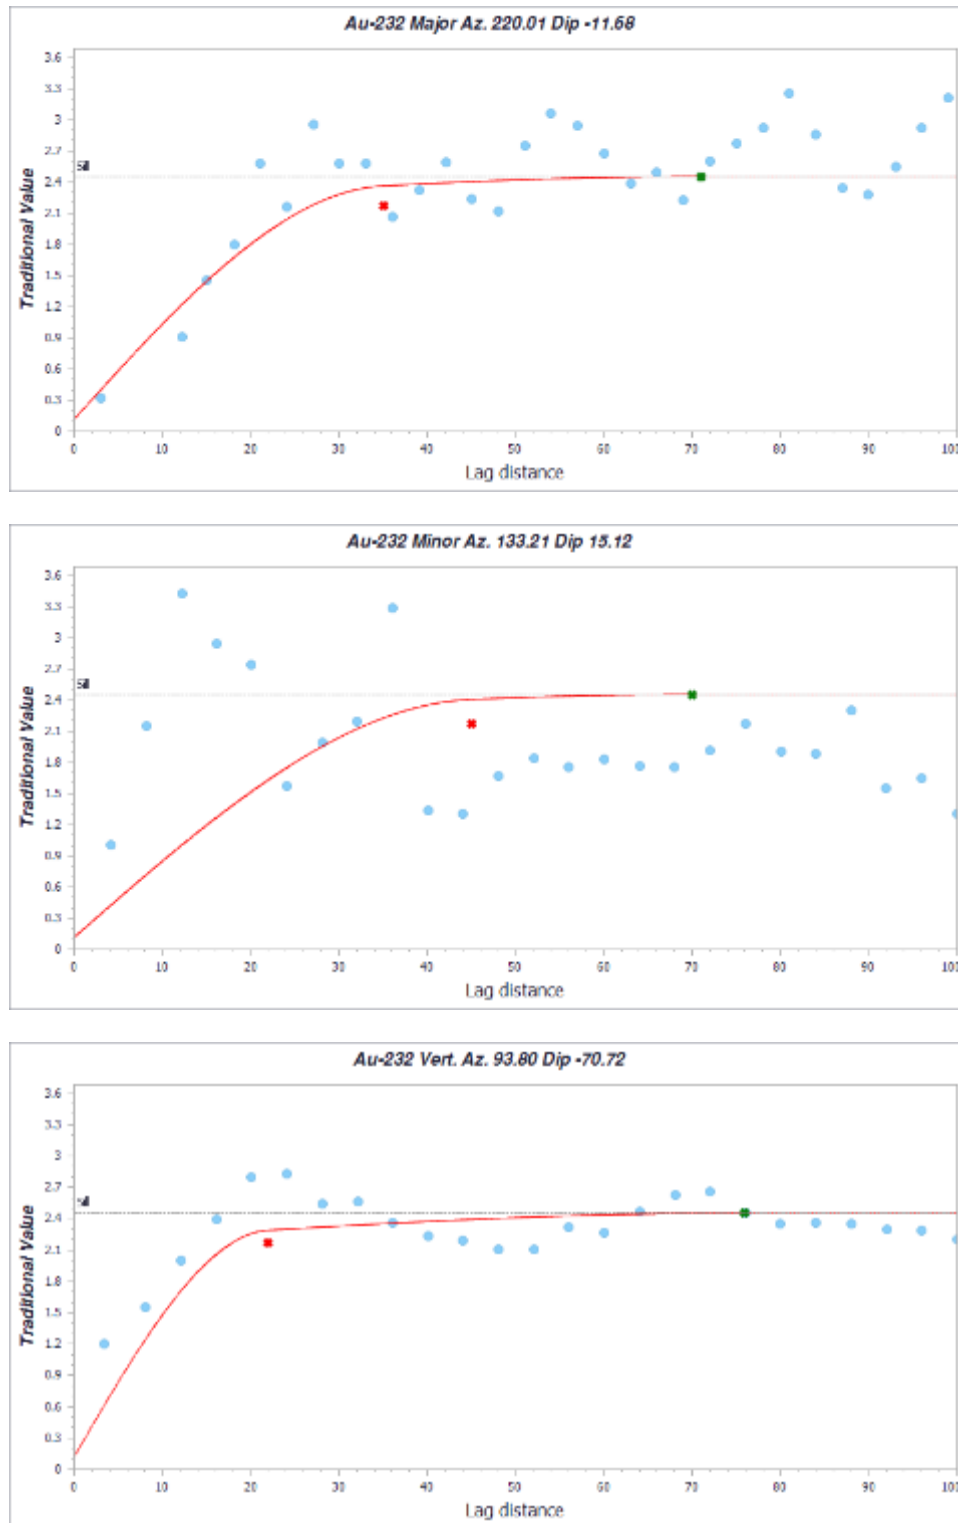 Au-232 Major Az. 220.01 Dip -11.68
3.6
3.3
3
2.7
Sill
2.4
2.1
1.8
1.5
1.2
0.9
0.6
0.3
0
Traditional Value
0 10 20 30 40 50 60 70 80 90 100
Lag distance
Au-232 Minor Az. 133.21 Dip 15.12
3.6
3.3
3
2.7
Sill
2.4
2.1
1.8
1.5
1.2
0.9
0.6
0.3
0
Traditional Value
0 10 20 30 40 50 60 70 80 90 100
Lag distance
Au-232 Vert. Az. 93.80 Dip -70.72
3.6
3.3
3
2.7
Sill
2.4
2.1
1.8
1.5
1.2
0.9
0.6
0.3
0
Traditional Value
0 10 20 30 40 50 60 70 80 90 100
Lag distance